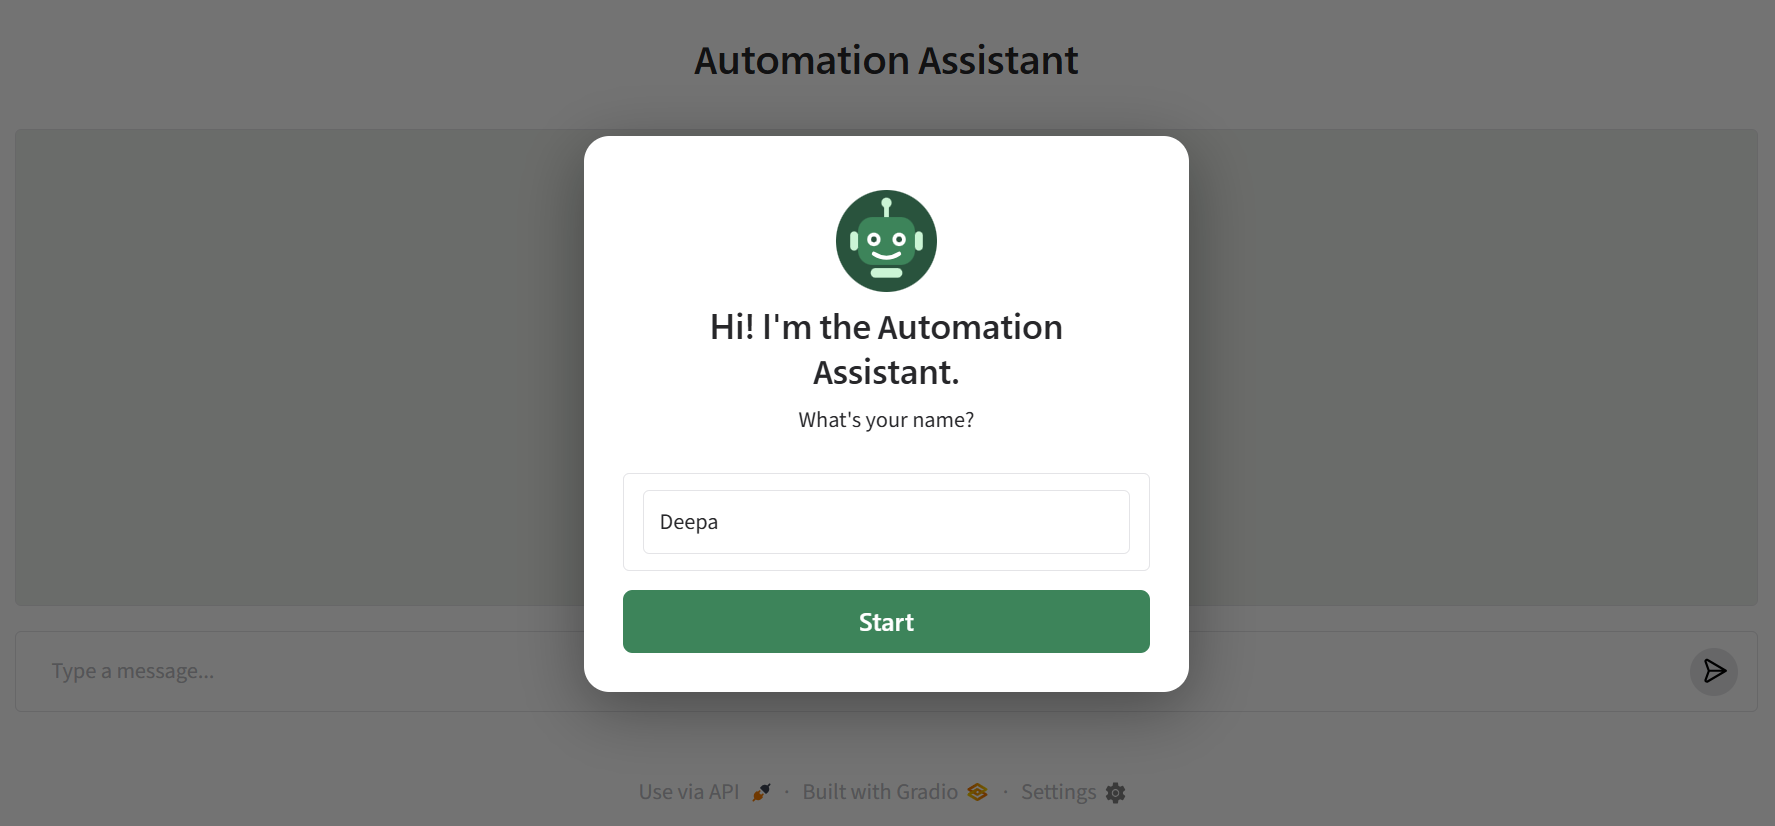 Automation Assistant
Hi! I'm the Automation
Assistant.
What's your name?
Deepa
Start
Type a message...
Use via API · Built with Gradio · Settings